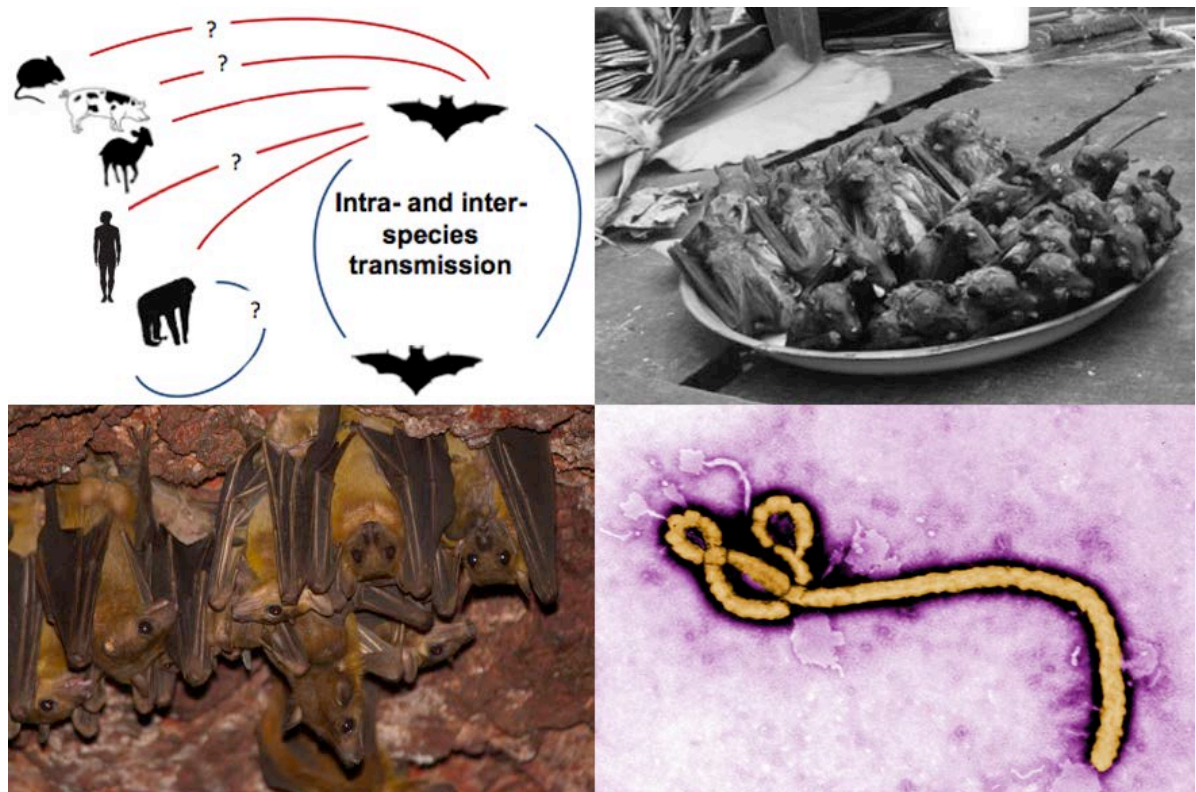 ?
?
?
Intra- and inter-
species
transmission
?